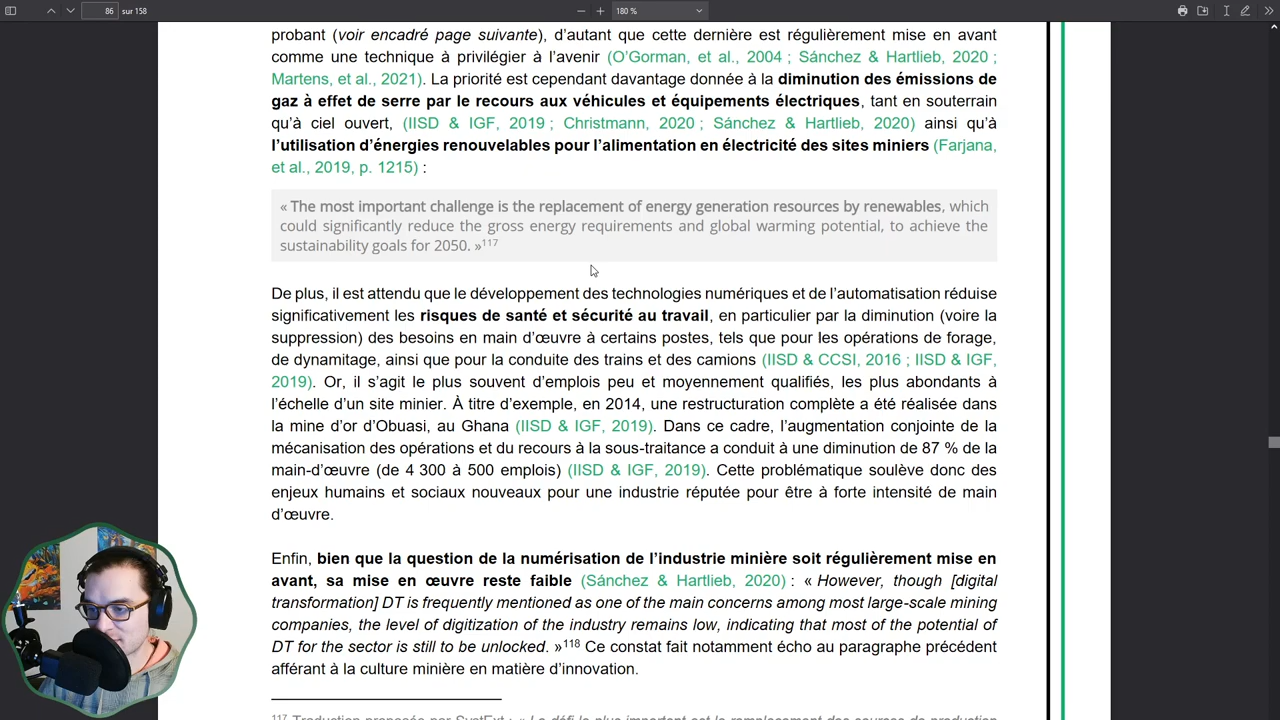 86 sur 158 180 %
probant (voir encadré page suivante), d’autant que cette dernière est régulièrement mise en avant
comme une technique à privilégier à l’avenir (O’Gorman, et al., 2004 ; Sánchez & Hartlieb, 2020 ;
Martens, et al., 2021). La priorité est cependant davantage donnée à la diminution des émissions de
gaz à effet de serre par le recours aux véhicules et équipements électriques, tant en souterrain
qu’à ciel ouvert, (IISD & IGF, 2019 ; Christmann, 2020 ; Sánchez & Hartlieb, 2020) ainsi qu’à
l’utilisation d’énergies renouvelables pour l’alimentation en électricité des sites miniers (Farjana,
et al., 2019, p. 1215) :
« The most important challenge is the replacement of energy generation resources by renewables, which
could significantly reduce the gross energy requirements and global warming potential, to achieve the
sustainability goals for 2050. »117
De plus, il est attendu que le développement des technologies numériques et de l’automatisation réduise
significativement les risques de santé et sécurité au travail, en particulier par la diminution (voire la
suppression) des besoins en main d’œuvre à certains postes, tels que pour les opérations de forage,
de dynamitage, ainsi que pour la conduite des trains et des camions (IISD & CCSI, 2016 ; IISD & IGF,
2019). Or, il s’agit le plus souvent d’emplois peu et moyennement qualifiés, les plus abondants à
l’échelle d’un site minier. À titre d’exemple, en 2014, une restructuration complète a été réalisée dans
la mine d’or d’Obuasi, au Ghana (IISD & IGF, 2019). Dans ce cadre, l’augmentation conjointe de la
mécanisation des opérations et du recours à la sous-traitance a conduit à une diminution de 87 % de la
main-d’œuvre (de 4 300 à 500 emplois) (IISD & IGF, 2019). Cette problématique soulève donc des
enjeux humains et sociaux nouveaux pour une industrie réputée pour être à forte intensité de main
d’œuvre.
Enfin, bien que la question de la numérisation de l’industrie minière soit régulièrement mise en
avant, sa mise en œuvre reste faible (Sánchez & Hartlieb, 2020) : « However, though [digital
transformation] DT is frequently mentioned as one of the main concerns among most large-scale mining
companies, the level of digitization of the industry remains low, indicating that most of the potential of
DT for the sector is still to be unlocked. »118 Ce constat fait notamment écho au paragraphe précédent
afférant à la culture minière en matière d’innovation.
117 Traduction proposée par SystExt : « Le défi le plus important est le remplacement des sources de production